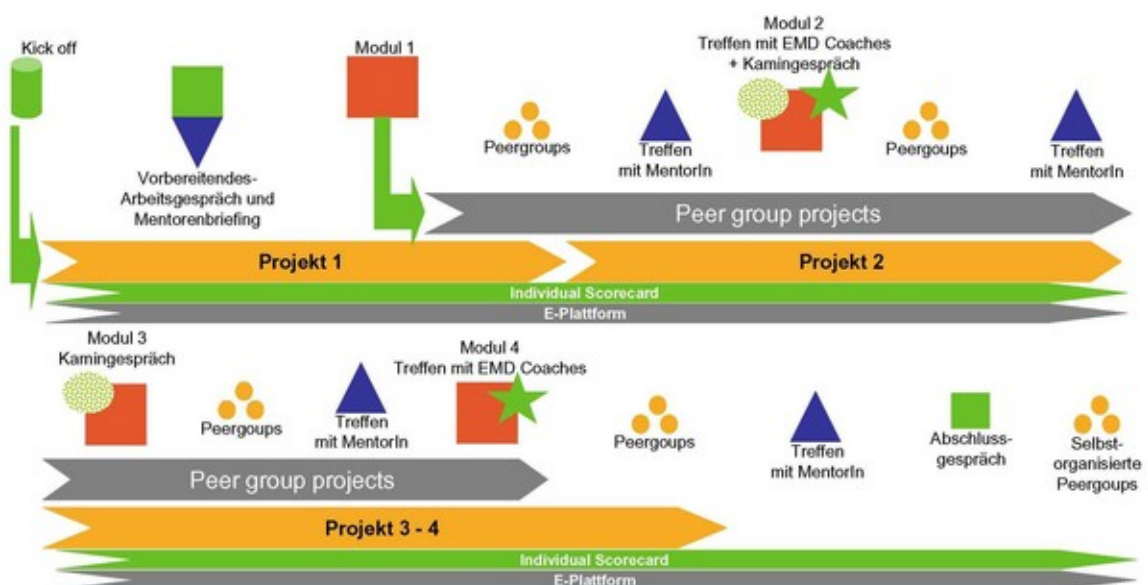 Kick off
Modul 1
Modul 2
Treffen mit EMD Coaches
+ Kamingespräch
Peergroups
Treffen
mit MentorIn
Peergoups
Treffen
mit MentorIn
Vorbereitendes-
Arbeitsgespräch und
Mentorenbriefing
Peer group projects
Projekt 1
Projekt 2
Individual Scorecard
E-Plattform
Modul 3
Kamingespräch
Modul 4
Treffen mit EMD Coaches
Peergoups
Treffen
mit MentorIn
Peergoups
Treffen
mit MentorIn
Abschluss-
gespräch
Selbst-
organisierte
Peergoups
Peer group projects
Projekt 3 - 4
Individual Scorecard
E-Plattform